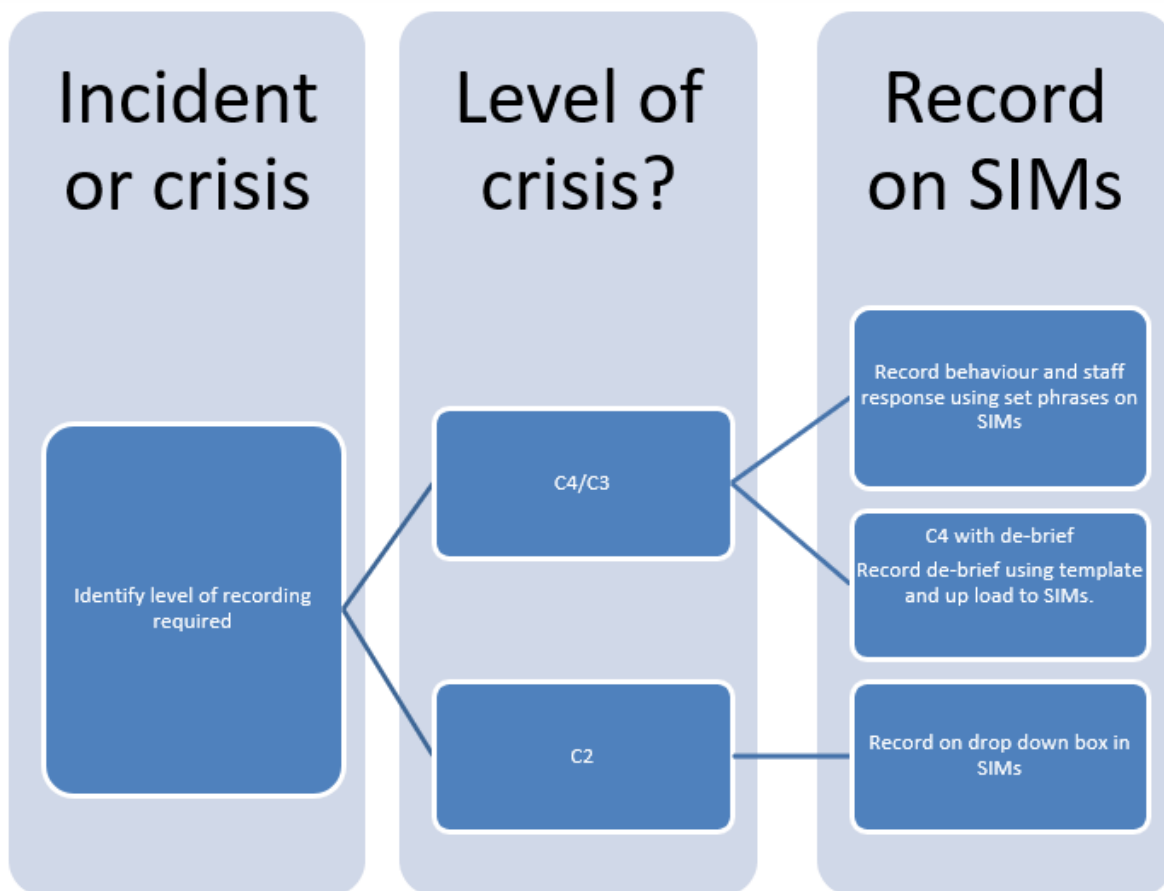 Incident
or crisis
Level of
crisis?
Record
on SIMs
Identify level of recording
required
C4/C3
C2
Record behaviour and staff
response using set phrases on
SIMs
C4 with de-brief
Record de-brief using template
and up load to SIMs.
Record on drop down box in
SIMs